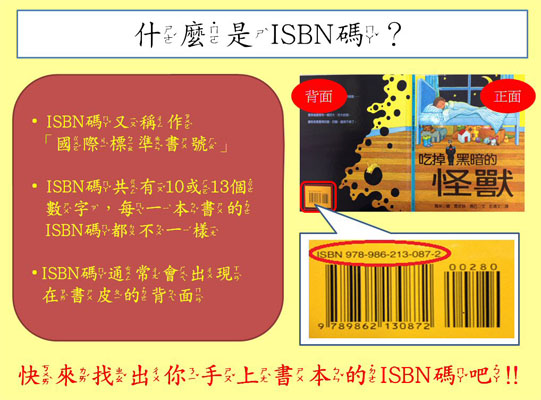 什麼是ISBN碼？
• ISBN碼又稱作
「國際標準書號」
• ISBN碼共有10或13個
數字，每一本書的
ISBN碼都不一樣
• ISBN碼通常會出現
在書皮的背面
背面
正面
吃掉黑暗的
怪獸
ISBN 978-986-213-087-2
00280
9789862130872
快來找出你手上書本的ISBN碼吧!!